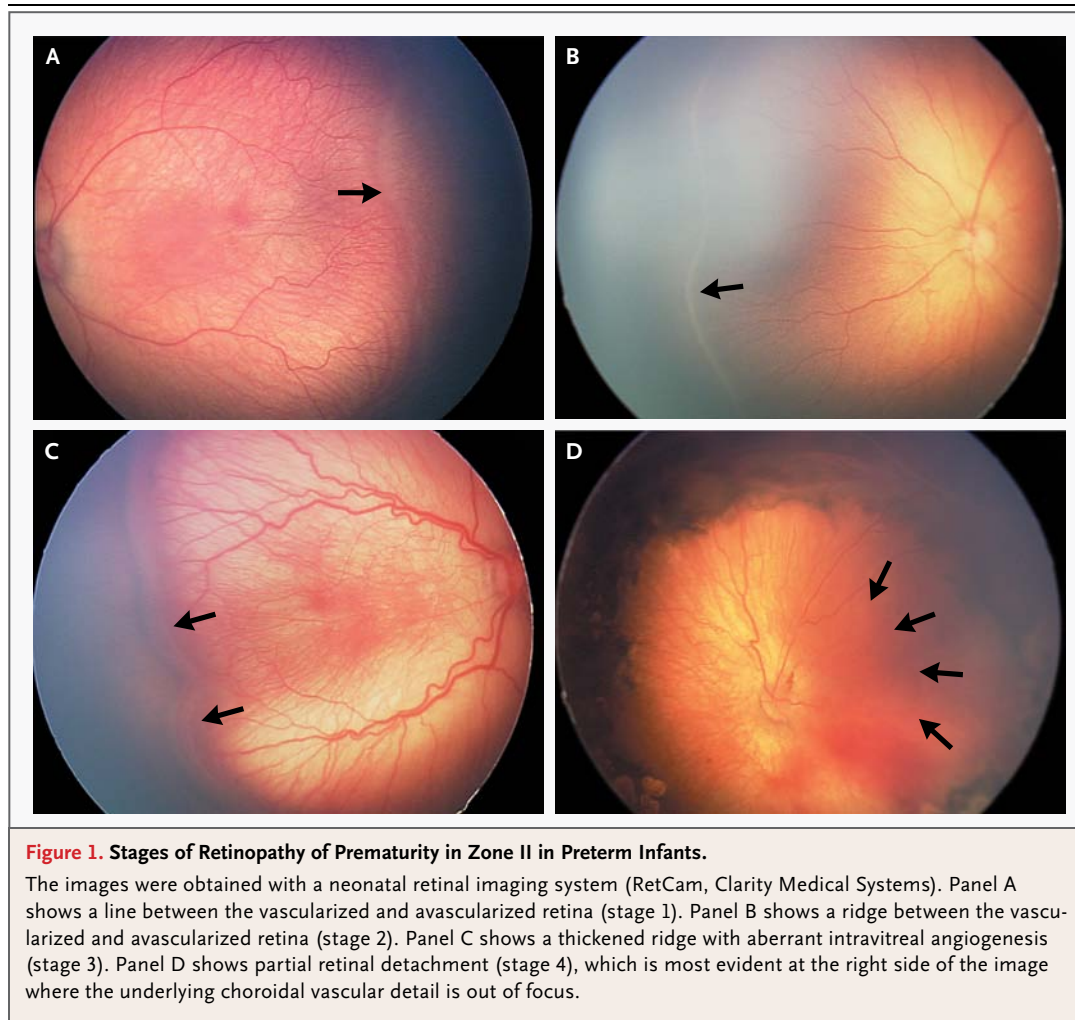 A
B
C
D
Figure 1. Stages of Retinopathy of Prematurity in Zone II in Preterm Infants.
The images were obtained with a neonatal retinal imaging system (RetCam, Clarity Medical Systems). Panel A
shows a line between the vascularized and avascularized retina (stage 1). Panel B shows a ridge between the vascu-
larized and avascularized retina (stage 2). Panel C shows a thickened ridge with aberrant intravitreal angiogenesis
(stage 3). Panel D shows partial retinal detachment (stage 4), which is most evident at the right side of the image
where the underlying choroidal vascular detail is out of focus.